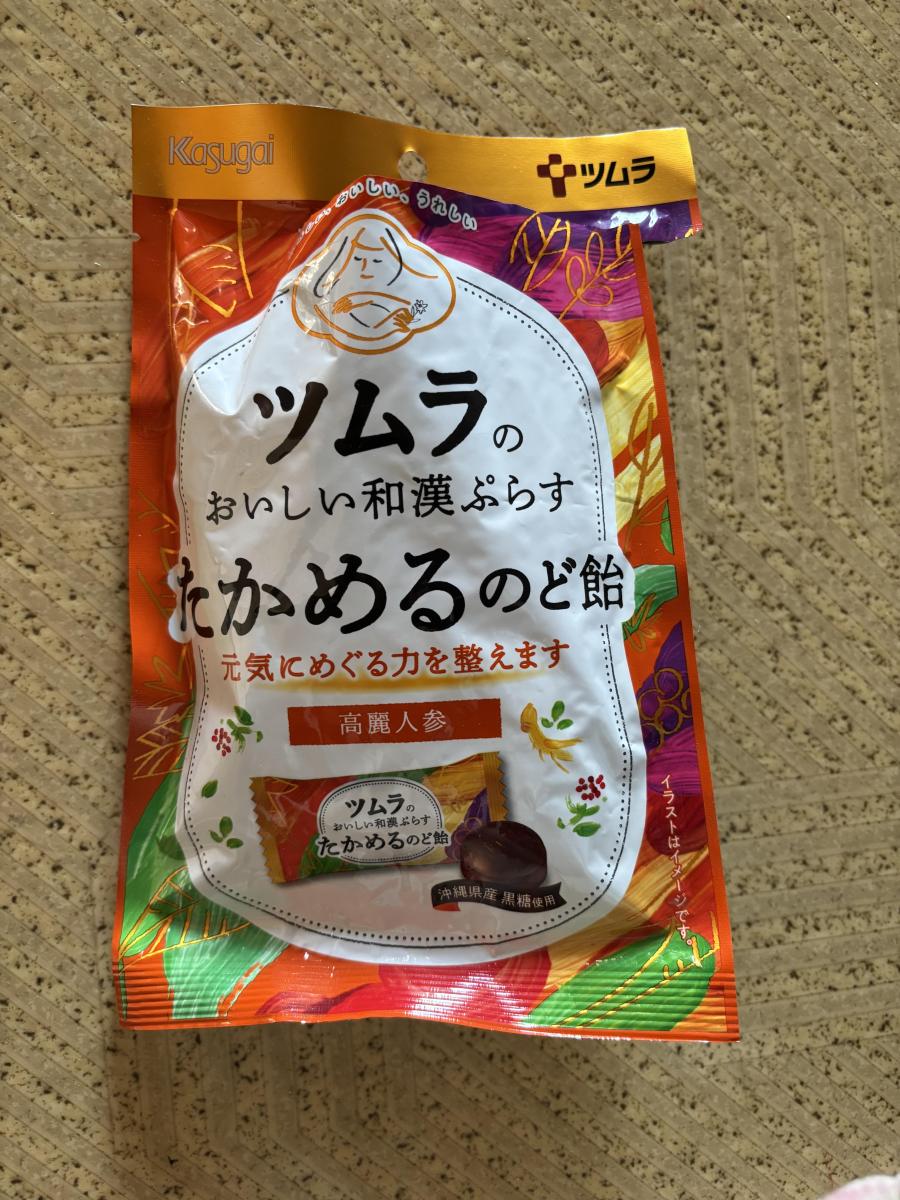 Kasugai
ツムラ
おいしい、うれしい
ツムラの
おいしい和漢ぷらす
たかめるのど飴
元気にめぐる力を整えます
高麗人参
ツムラの
おいしい和漢ぷらす
たかめるのど飴
沖縄県産 黒糖使用
イラストはイメージです。